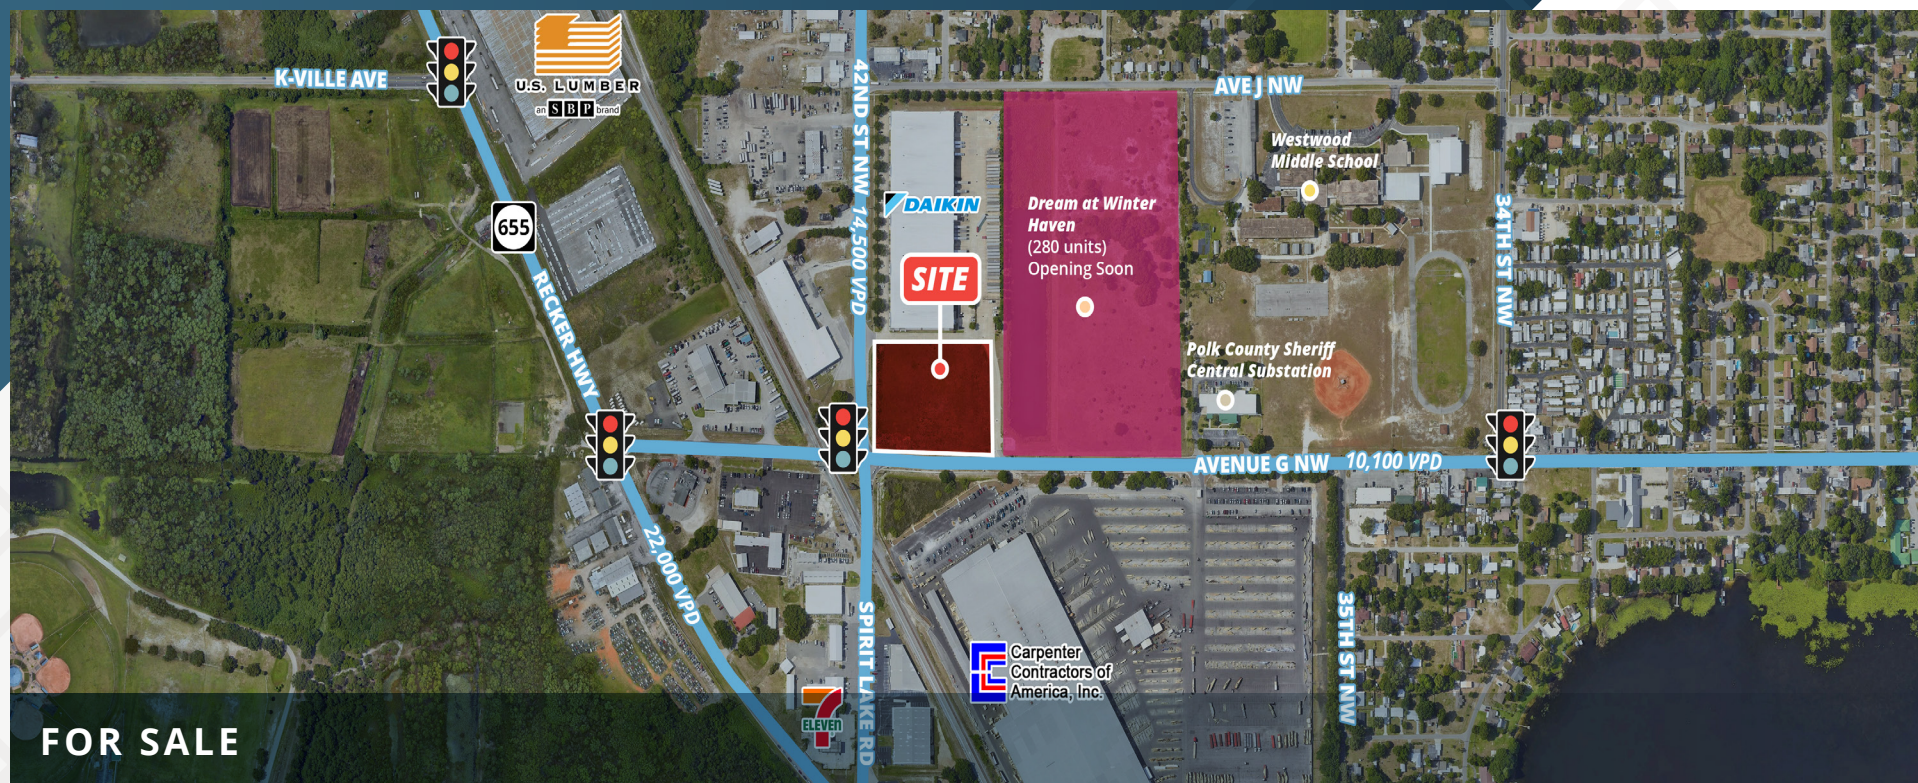 K-VILLE AVE
U.S. LUMBER
an SBP brand
42ND ST NW 14,500 VPD
AVE J NW
Westwood
Middle School
655
DAIKIN
Dream at Winter
Haven
(280 units)
Opening Soon
34TH ST NW
SITE
RECKER HWY
Polk County Sheriff
Central Substation
AVENUE G NW 10,100 VPD
22,000 VPD
SPIRIT LAKE RD
35TH ST NW
Carpenter
Contractors of
America, Inc.
7
ELEVEn
FOR SALE